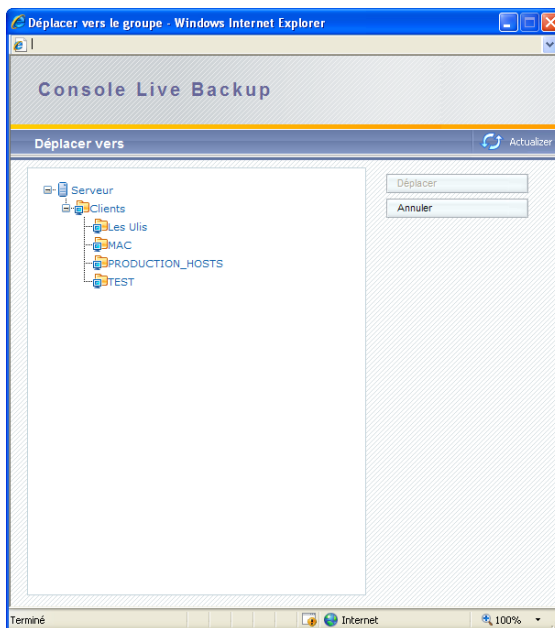 Déplacer vers le groupe - Windows Internet Explorer
Console Live Backup
Déplacer vers
Actualizer
Serveur
Déplacer
Clients
Annuler
Les Ulis
MAC
PRODUCTION_HOSTS
TEST
Terminé
Internet
100%